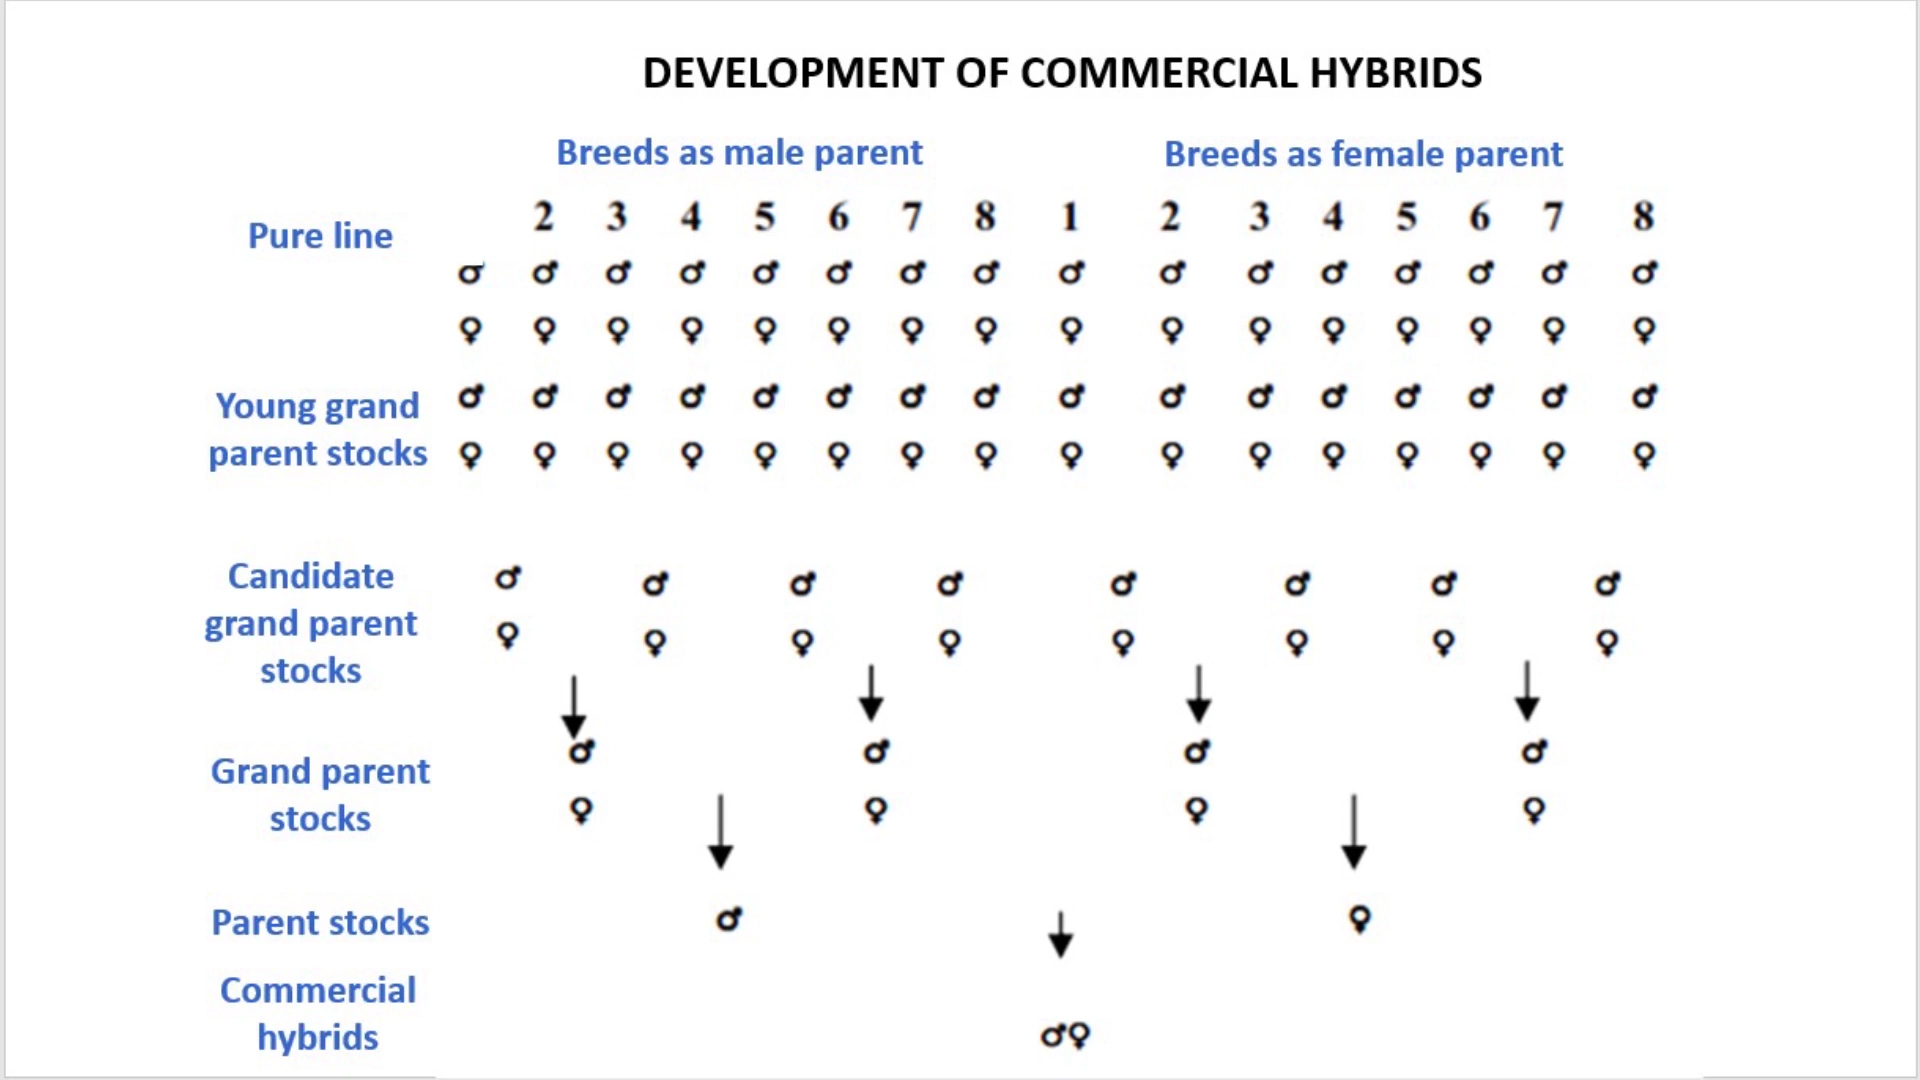 DEVELOPMENT OF COMMERCIAL HYBRIDS
Breeds as male parent Breeds as female parent
Pure line 2 3 4 5 6 7 8 1 2 3 4 5 6 7 8
♂ ♂ ♂ ♂ ♂ ♂ ♂ ♂ ♂ ♂ ♂ ♂ ♂ ♂ ♂ ♂
♀ ♀ ♀ ♀ ♀ ♀ ♀ ♀ ♀ ♀ ♀ ♀ ♀ ♀ ♀ ♀
Young grand ♂ ♂ ♂ ♂ ♂ ♂ ♂ ♂ ♂ ♂ ♂ ♂ ♂ ♂ ♂ ♂
parent stocks ♀ ♀ ♀ ♀ ♀ ♀ ♀ ♀ ♀ ♀ ♀ ♀ ♀ ♀ ♀ ♀
Candidate ♂ ♂ ♂ ♂ ♂ ♂ ♂ ♂
grand parent ♀ ♀ ♀ ♀ ♀ ♀ ♀ ♀
stocks
Grand parent ♂ ♂ ♂ ♂
stocks ♀ ♀ ♀ ♀
Parent stocks ♂ ♀
Commercial
hybrids ♂♀